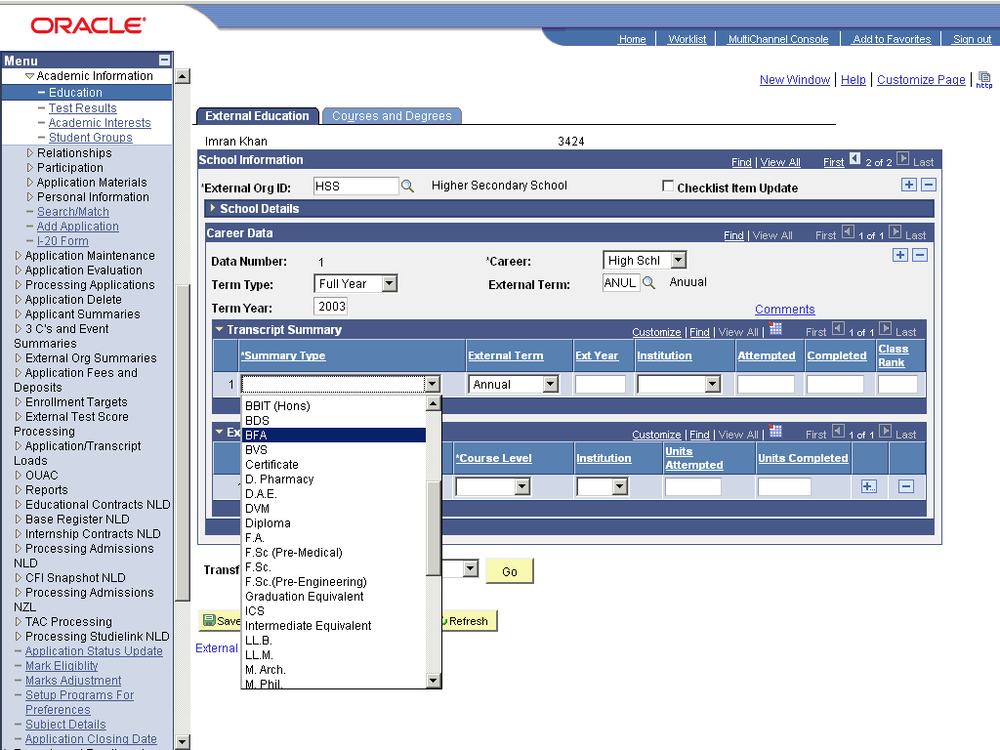 ORACLE®
Home Worklist MultiChannel Console Add to Favorites Sign out
Menu
Academic Information
Education
Test Results
Academic Interests
Student Groups
Relationships
Participation
Application Materials
Personal Information
Search/Match
Add Application
I-20 Form
Application Maintenance
Application Evaluation
Processing Applications
Application Delete
Applicant Summaries
3 C's and Event
Summaries
External Org Summaries
Application Fees and
Deposits
Enrollment Targets
External Test Score
Processing
Application/Transcript
Loads
OUAC
Reports
Educational Contracts NLD
Base Register NLD
Internship Contracts NLD
Processing Admissions
NLD
CFI Snapshot NLD
Processing Admissions
NZL
TAC Processing
Processing Studielink NLD
Application Status Update
Mark Eligiblity
Marks Adjustment
Setup Programs For
Preferences
Subject Details
Application Closing Date
New Window | Help | Customize Page | http
External Education Courses and Degrees
Imran Khan 3424
School Information Find | View All First 2 of 2 Last
*External Org ID: HSS Higher Secondary School Checklist Item Update
School Details
Career Data Find | View All First 1 of 1 Last
Data Number: 1 *Career: High Schl
Term Type: Full Year External Term: ANUL Anuual
Term Year: 2003 Comments
Transcript Summary Customize | Find | View All | First 1 of 1 Last
*Summary Type External Term Ext Year Institution Attempted Completed Class Rank
1 Annual
BBIT (Hons)
BDS
BFA
BVS
Certificate
D. Pharmacy
D.A.E.
DVM
Diploma
F.A.
F.Sc (Pre-Medical)
F.Sc.
F.Sc.(Pre-Engineering)
Graduation Equivalent
ICS
Intermediate Equivalent
LL.B.
LL.M.
M. Arch.
M. Phil.
Ex Customize | Find | View All | First 1 of 1 Last
*Course Level Institution Units Attempted Units Completed
Transf Go
Save Refresh
External